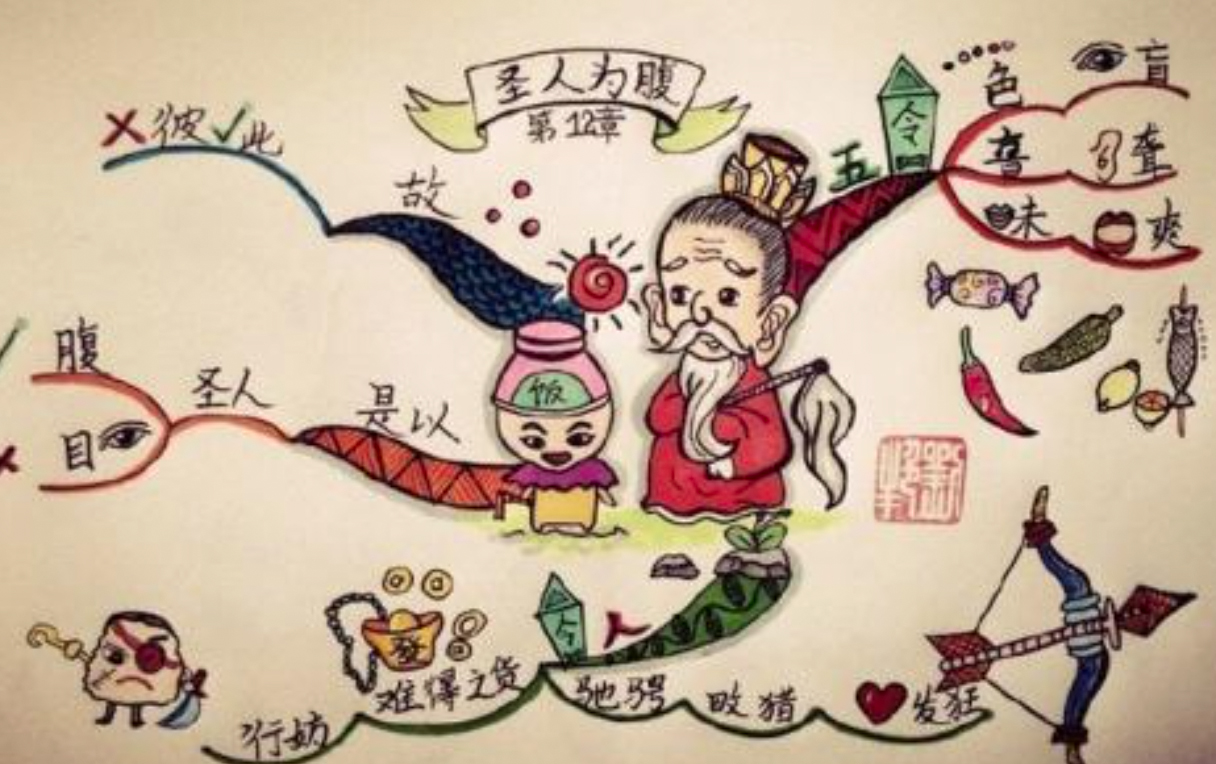 圣人为腹
第12章
五 令
色 盲
音 聋
味 爽
故
✗彼 ✓此
饭
是以
圣人
腹
目
令 人
驰骋 畋猎 发狂
难得之货
發
行妨